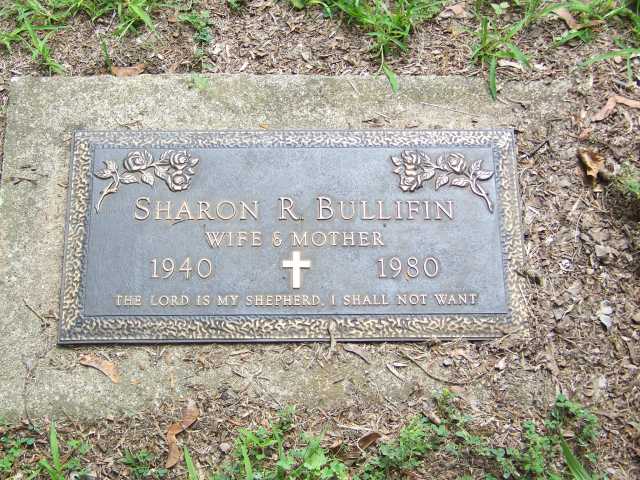 SHARON R. BULLIFIN
WIFE & MOTHER
1940 1980
THE LORD IS MY SHEPHERD, I SHALL NOT WANT